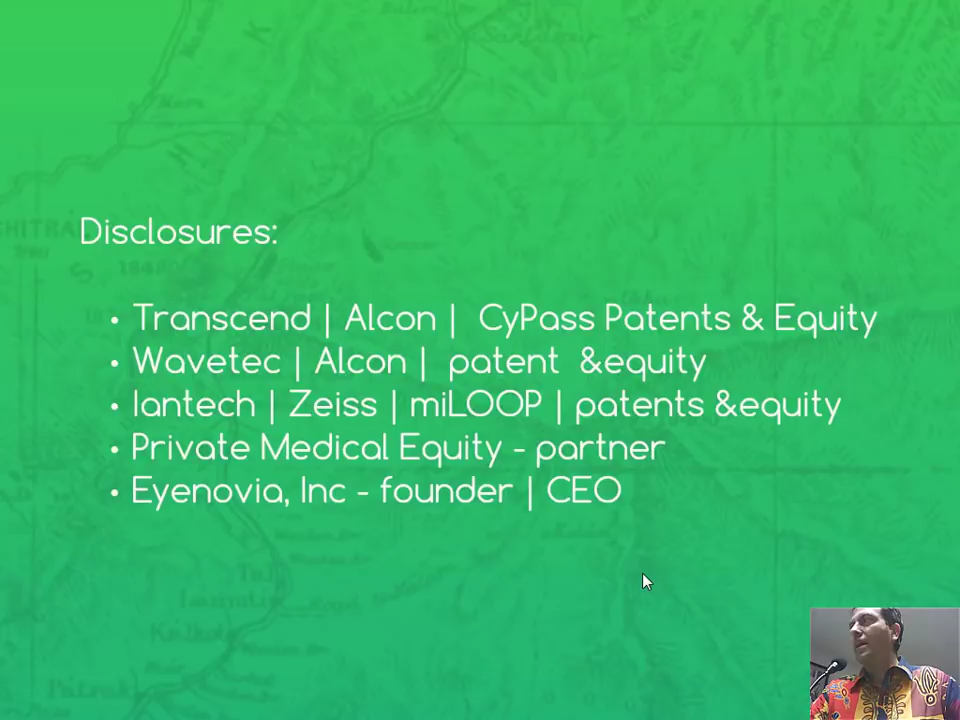 Disclosures:
• Transcend | Alcon | CyPass Patents & Equity
• Wavetec | Alcon | patent &equity
• Iantech | Zeiss | miLOOP | patents &equity
• Private Medical Equity - partner
• Eyenovia, Inc - founder | CEO